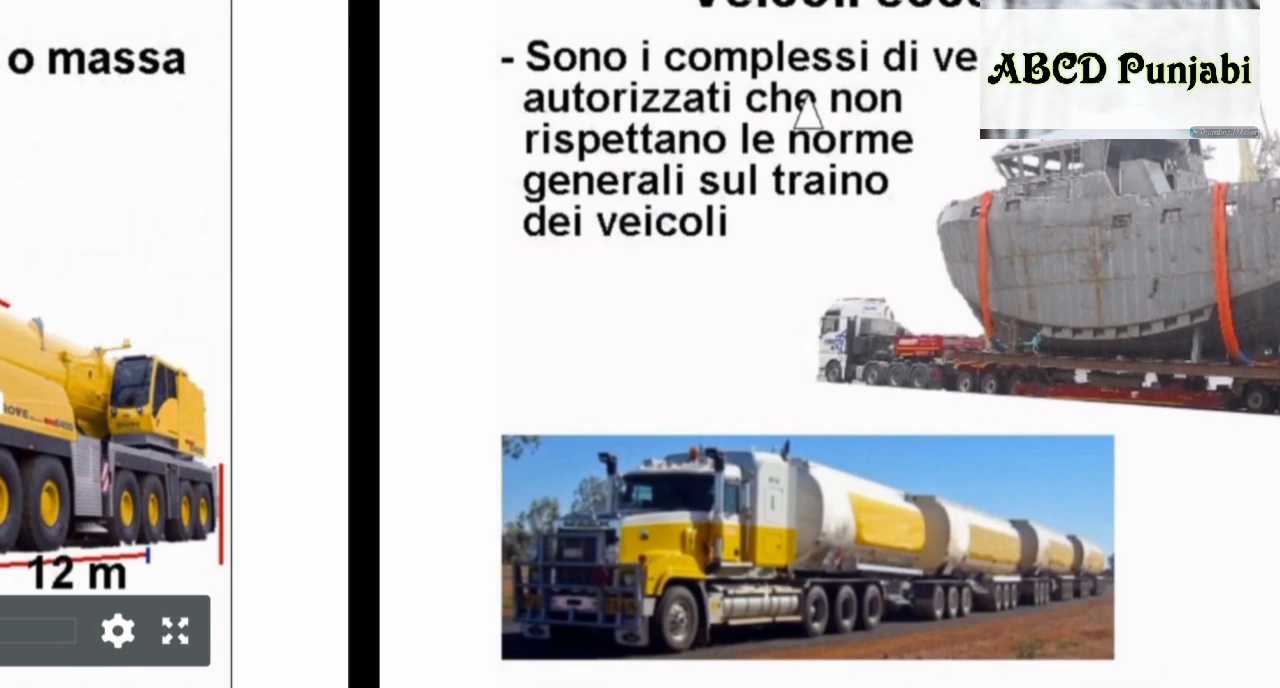 o massa
12 m
- Sono i complessi di ve
autorizzati che non
rispettano le norme
generali sul traino
dei veicoli
ABCD Punjabi